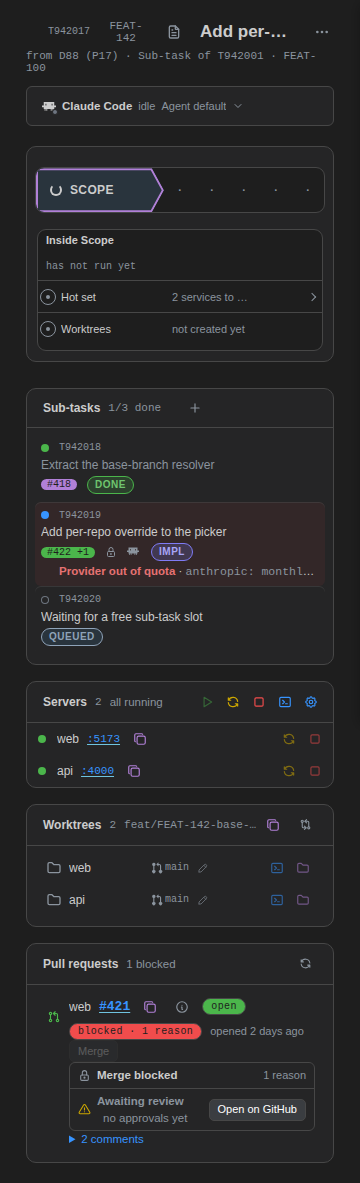 T942017 FEAT-142 Add per-…
from D88 (P17) · Sub-task of T942001 · FEAT-
100
Claude Code idle Agent default
SCOPE
Inside Scope
has not run yet
Hot set 2 services to …
Worktrees not created yet
Sub-tasks 1/3 done
T942018
Extract the base-branch resolver
#418 DONE
T942019
Add per-repo override to the picker
#422 +1 IMPL
Provider out of quota · anthropic: monthl…
T942020
Waiting for a free sub-task slot
QUEUED
Servers 2 all running
web :5173
api :4000
Worktrees 2 feat/FEAT-142-base-…
web main
api main
Pull requests 1 blocked
web #421 open
blocked · 1 reason opened 2 days ago
Merge
Merge blocked 1 reason
Awaiting review
no approvals yet Open on GitHub
2 comments